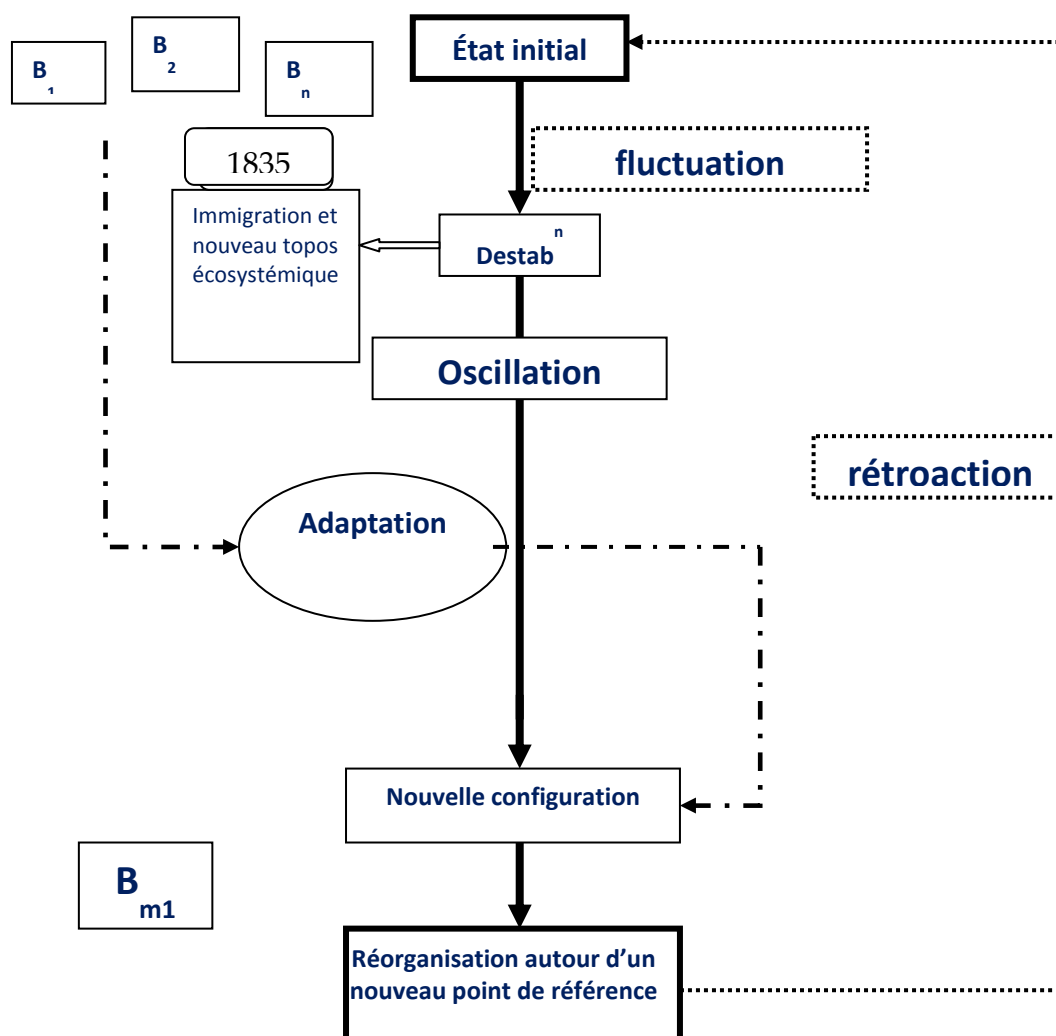 B 1
B 2
B n
État initial
1835
fluctuation
Immigration et
nouveau topos
écosystémique
Destab n
Oscillation
rétroaction
Adaptation
Nouvelle configuration
B m1
Réorganisation autour d’un
nouveau point de référence